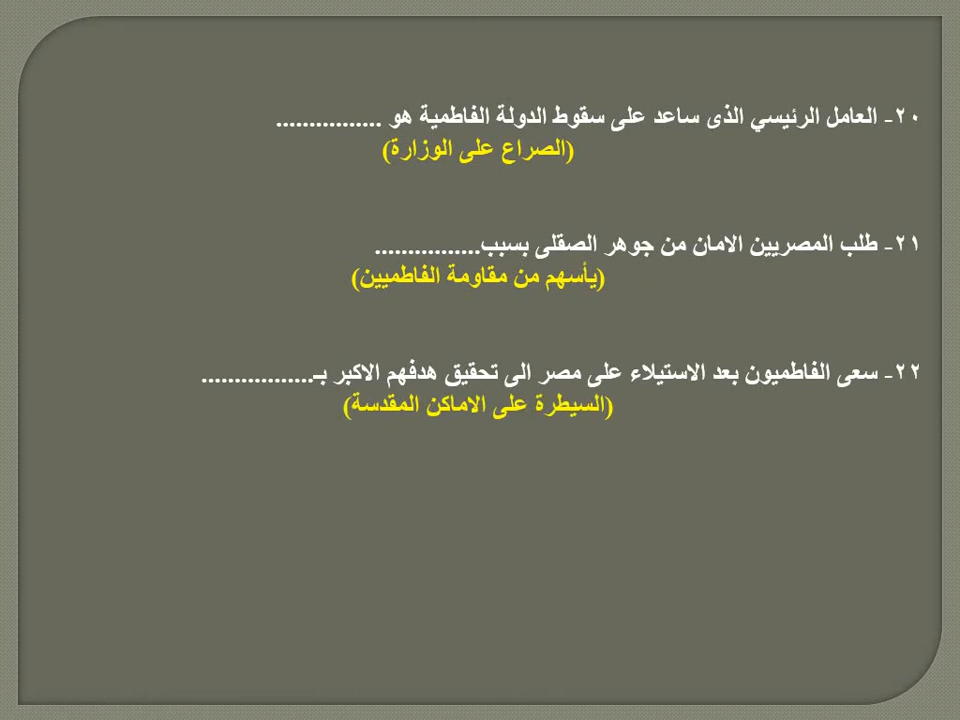 ٢٠- العامل الرئيسي الذى ساعد على سقوط الدولة الفاطمية هو ................
(الصراع على الوزارة)
٢١- طلب المصريين الامان من جوهر الصقلى بسبب................
(يأسهم من مقاومة الفاطميين)
٢٢- سعى الفاطميون بعد الاستيلاء على مصر الى تحقيق هدفهم الاكبر بـ.................
(السيطرة على الاماكن المقدسة)